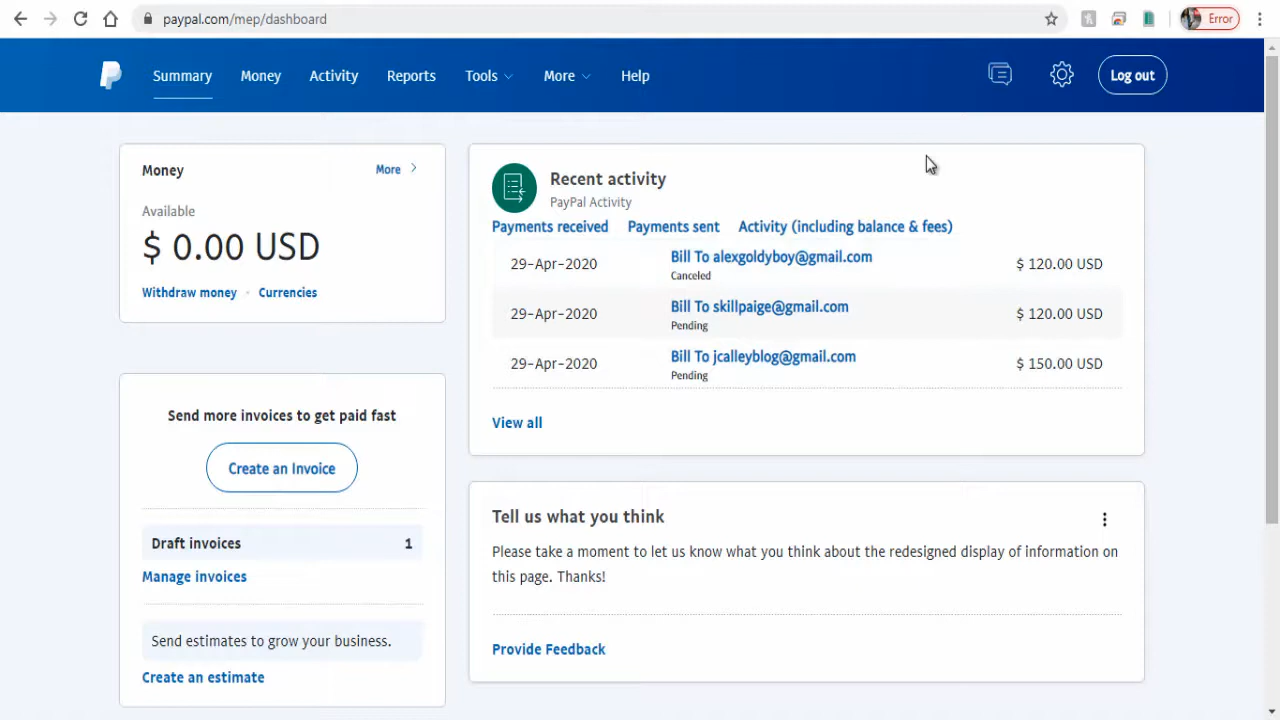 paypal.com/mep/dashboard
Error
Summary
Money
Activity
Reports
Tools
More
Help
Log out
Money
More
Available
$ 0.00 USD
Withdraw money
Currencies
Send more invoices to get paid fast
Create an Invoice
Draft invoices 1
Manage invoices
Send estimates to grow your business.
Create an estimate
Recent activity
PayPal Activity
Payments received Payments sent Activity (including balance & fees)
29-Apr-2020 Bill To alexgoldyboy@gmail.com $ 120.00 USD
Canceled
29-Apr-2020 Bill To skillpaige@gmail.com $ 120.00 USD
Pending
29-Apr-2020 Bill To jcalleyblog@gmail.com $ 150.00 USD
Pending
View all
Tell us what you think
Please take a moment to let us know what you think about the redesigned display of information on
this page. Thanks!
Provide Feedback